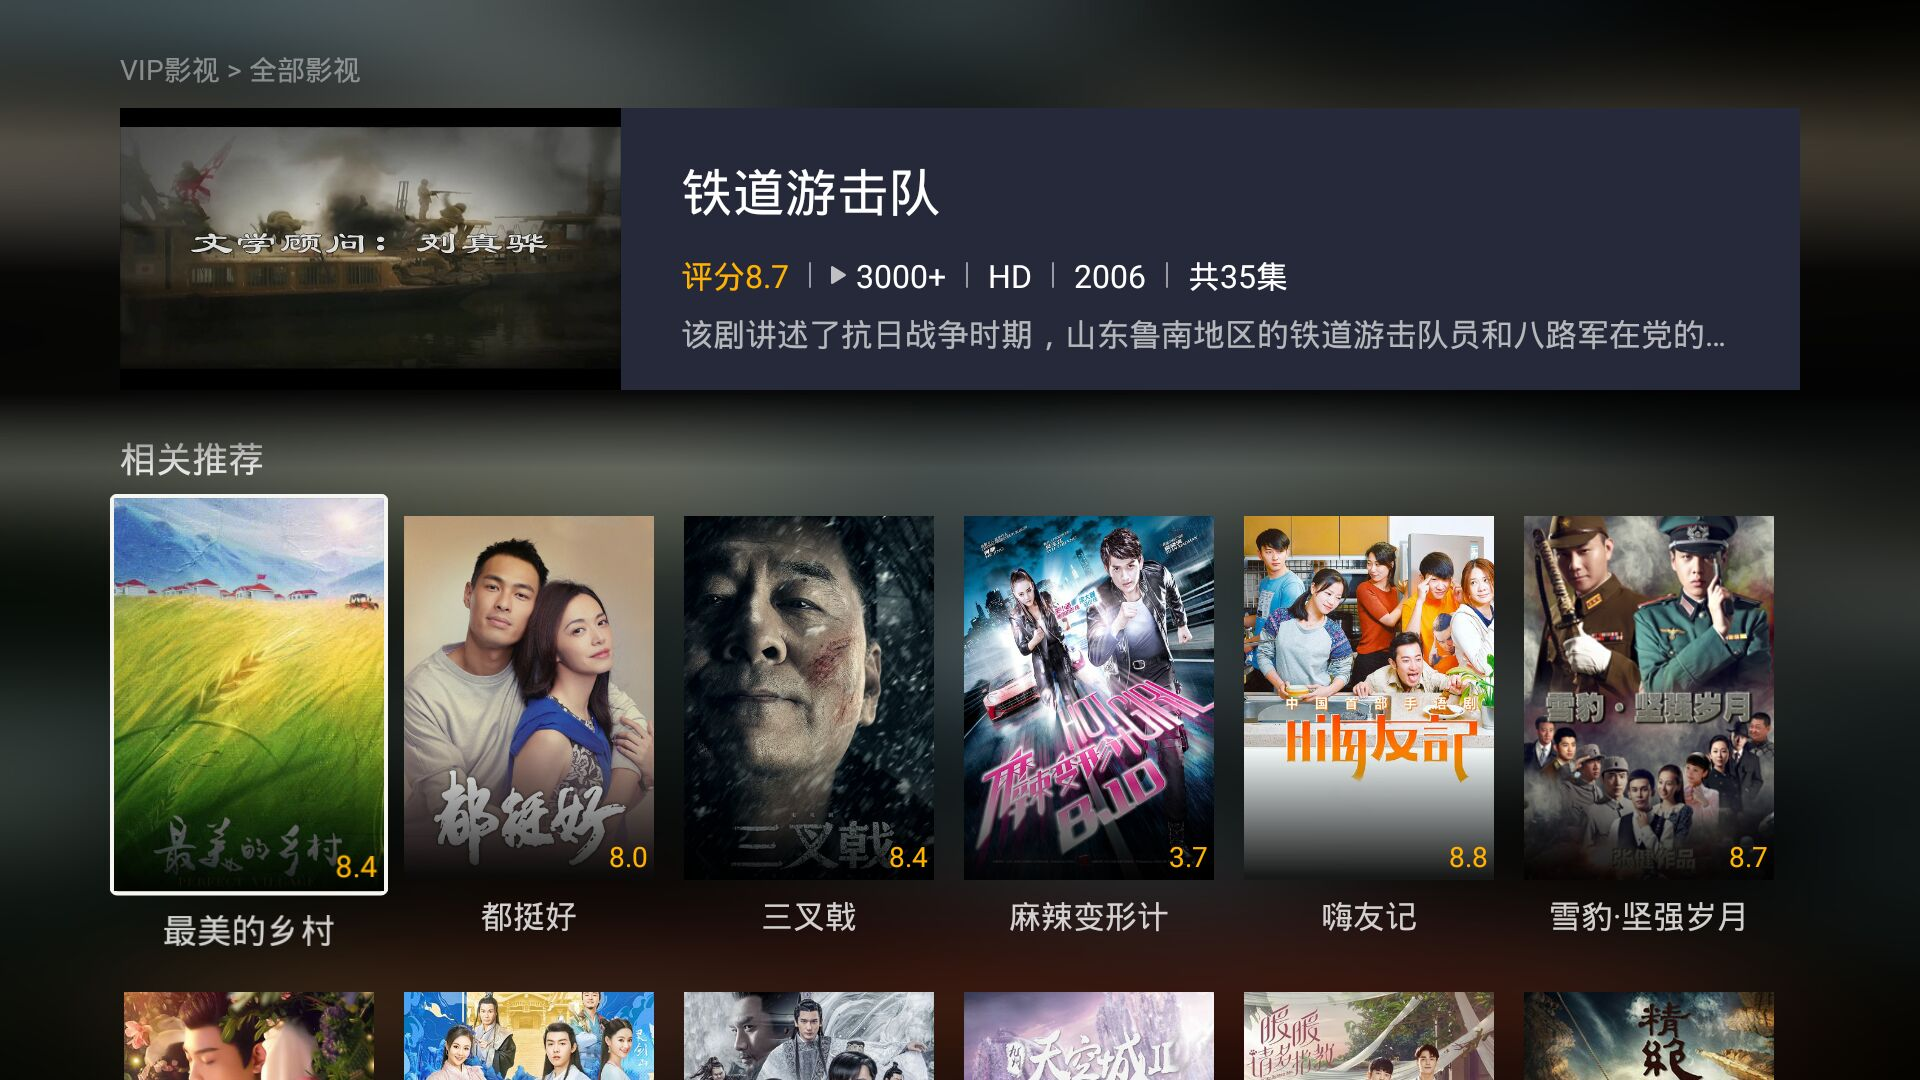 VIP影视 > 全部影视
文学顾问： 刘真骅
铁道游击队
评分8.7 | ▶ 3000+ | HD | 2006 | 共35集
该剧讲述了抗日战争时期，山东鲁南地区的铁道游击队员和八路军在党的...
相关推荐
最美的乡村
8.4
都挺好
8.0
三叉戟
8.4
HOT GIRL
麻辣变形计
8.10
3.7
中国首部手语剧
嗨友記
8.8
雪豹·坚强岁月
张健作品
8.7
最美的乡村
都挺好
三叉戟
麻辣变形计
嗨友记
雪豹·坚强岁月
天空城II
暖暖
请多指教
精絶